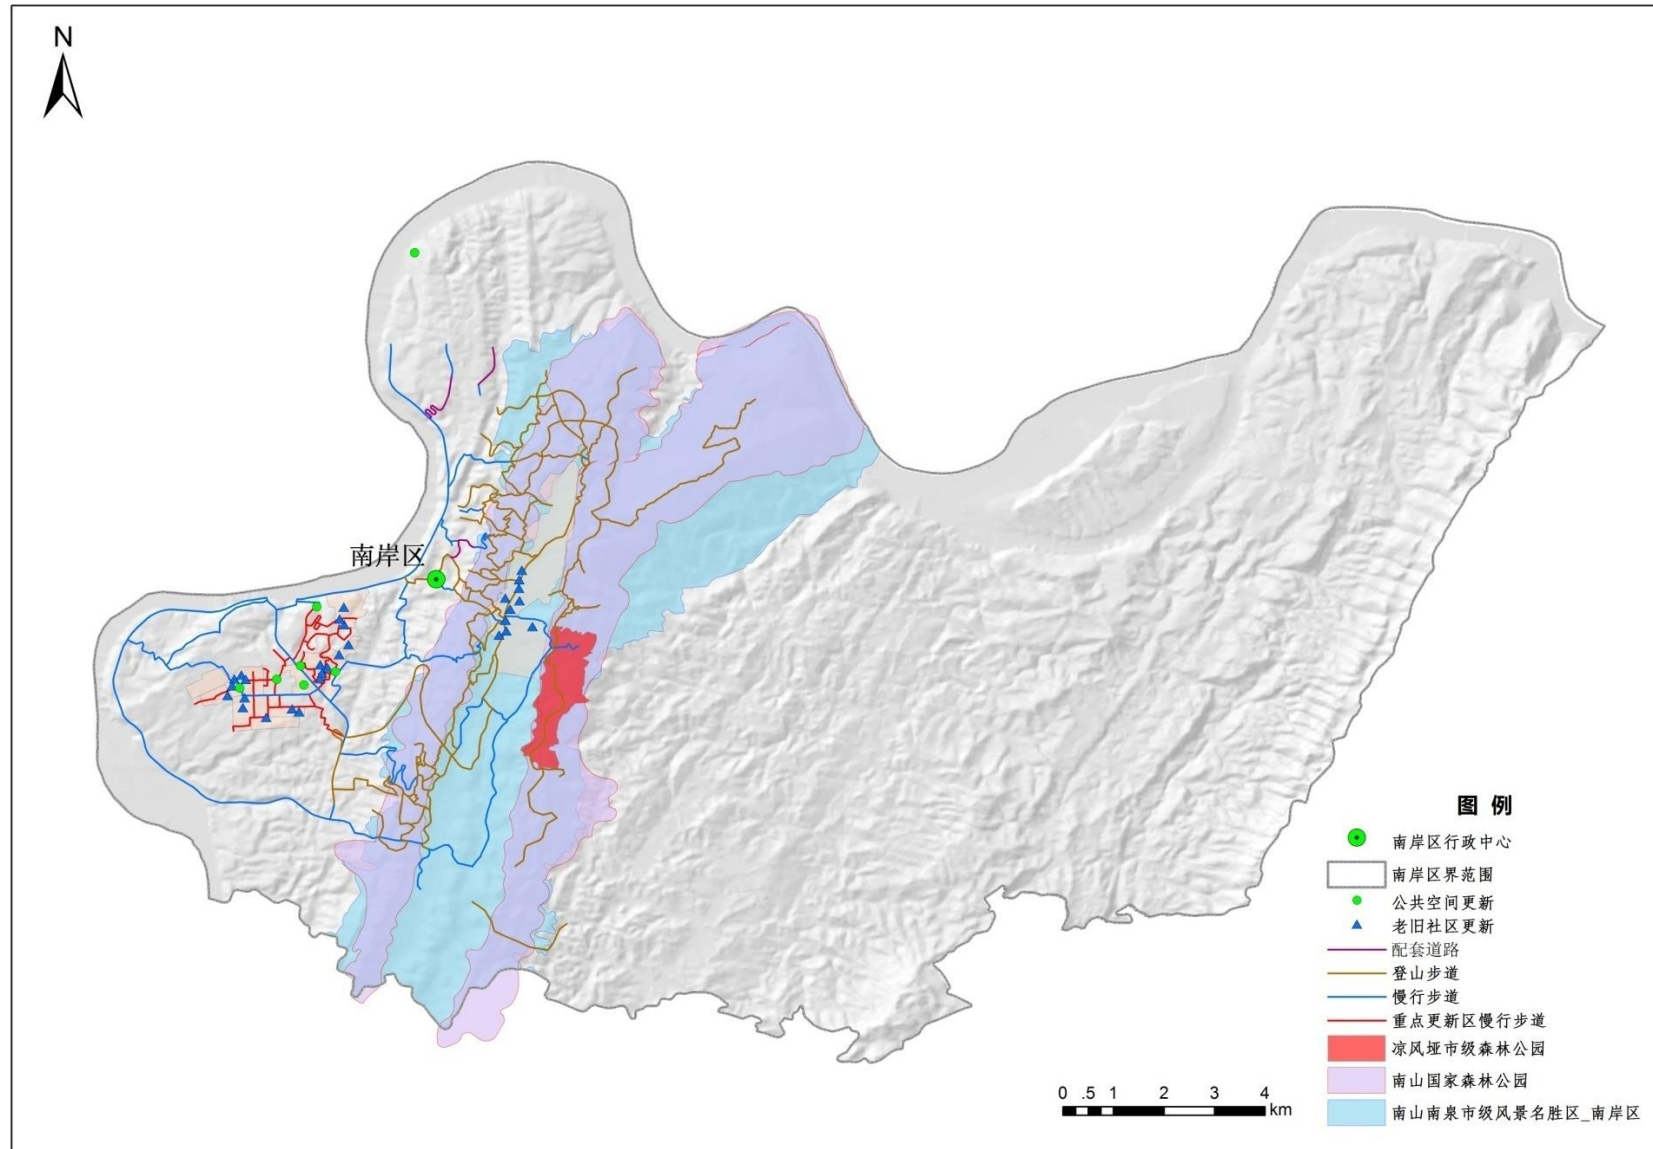 N
南岸区
图 例
南岸区行政中心
南岸区界范围
公共空间更新
老旧社区更新
配套道路
登山步道
慢行步道
重点更新区慢行步道
凉风垭市级森林公园
南山国家森林公园
南山南泉市级风景名胜区_南岸区
0 .5 1 2 3 4
km